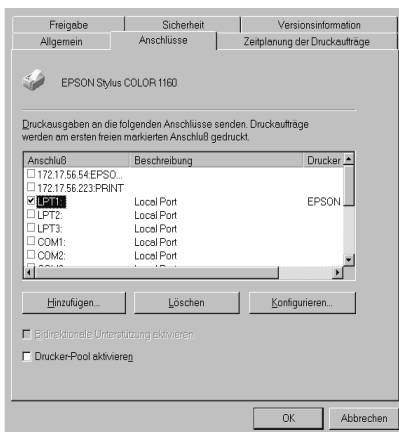 Freigabe Sicherheit Versionsinformation
Allgemein Anschlüsse Zeitplanung der Druckaufträge
EPSON Stylus COLOR 1160
Druckausgaben an die folgenden Anschlüsse senden. Druckaufträge
werden am ersten freien markierten Anschluß gedruckt.
Anschluß Beschreibung Drucker
172.17.56.54:EPSO...
172.17.56.223:PRINT
LPT1: Local Port EPSON
LPT2: Local Port
LPT3: Local Port
COM1: Local Port
COM2: Local Port
Hinzufügen... Löschen Konfigurieren...
Bidirektionale Unterstützung aktivieren
Drucker-Pool aktivieren
OK Abbrechen